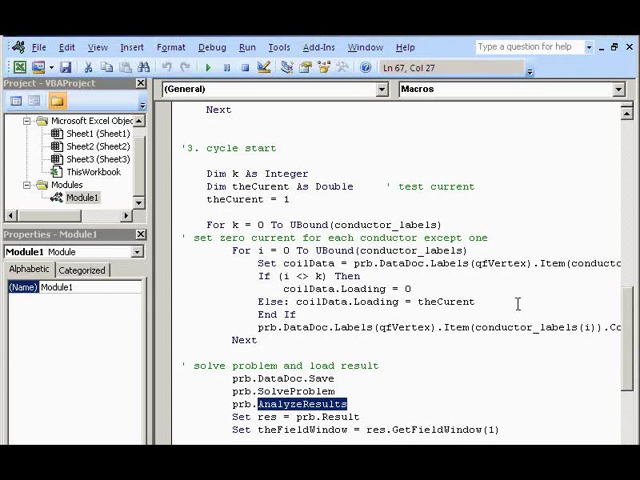 File Edit View Insert Format Debug Run Tools Add-Ins Window Help Type a question for help
Ln 67, Col 27
Project - VBAProject
(General) Macros
Microsoft Excel Objec
Sheet1 (Sheet1)
Sheet2 (Sheet2)
Sheet3 (Sheet3)
ThisWorkbook
Modules
Module1
Properties - Module1
Module1 Module
Alphabetic Categorized
(Name) Module1
Next
'3. cycle start
Dim k As Integer
Dim theCurent As Double ' test current
theCurent = 1
For k = 0 To UBound(conductor_labels)
' set zero current for each conductor except one
For i = 0 To UBound(conductor_labels)
Set coilData = prb.DataDoc.Labels(qfVertex).Item(conducto
If (i <> k) Then
coilData.Loading = 0
Else: coilData.Loading = theCurent
End If
prb.DataDoc.Labels(qfVertex).Item(conductor_labels(i)).Co
Next
' solve problem and load result
prb.DataDoc.Save
prb.SolveProblem
prb.AnalyzeResults
Set res = prb.Result
Set theFieldWindow = res.GetFieldWindow(1)